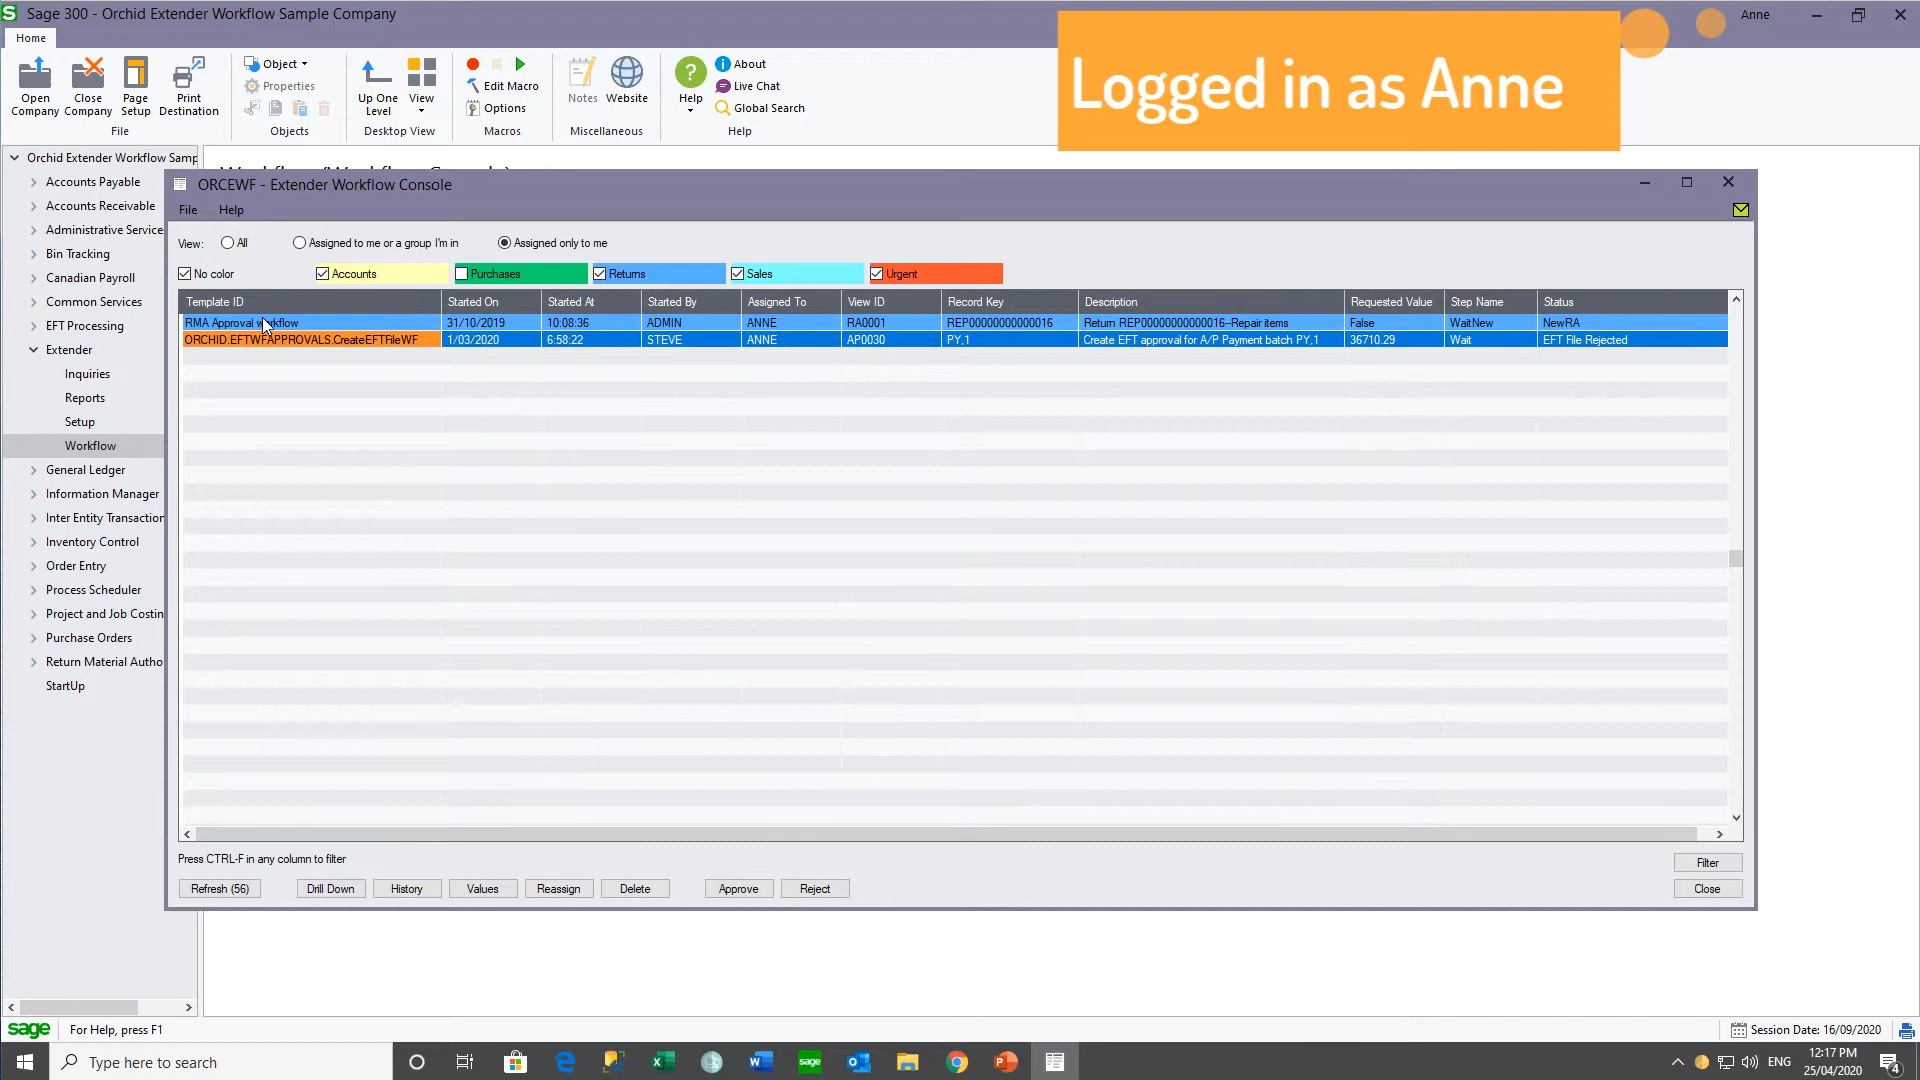 Sage 300 - Orchid Extender Workflow Sample Company
Anne
Home
Open Company
Close Company
Page Setup
Print Destination
File
Object
Properties
Objects
Up One Level
View
Desktop View
Edit Macro
Options
Macros
Notes
Website
Miscellaneous
Help
About
Live Chat
Global Search
Help
Logged in as Anne
Orchid Extender Workflow Samp
Accounts Payable
Accounts Receivable
Administrative Service
Bin Tracking
Canadian Payroll
Common Services
EFT Processing
Extender
Inquiries
Reports
Setup
Workflow
General Ledger
Information Manager
Inter Entity Transaction
Inventory Control
Order Entry
Process Scheduler
Project and Job Costin
Purchase Orders
Return Material Autho
StartUp
ORCEWF - Extender Workflow Console
File Help
View: All Assigned to me or a group I'm in Assigned only to me
No color Accounts Purchases Returns Sales Urgent
Template ID Started On Started At Started By Assigned To View ID Record Key Description Requested Value Step Name Status
RMA Approval workflow 31/10/2019 10:08:36 ADMIN ANNE RA0001 REP00000000000016 Return REP00000000000016--Repair items False WaitNew NewRA
ORCHID.EFTWFAPPROVALS.CreateEFTFileWF 1/03/2020 6:58:22 STEVE ANNE AP0030 PY,1 Create EFT approval for A/P Payment batch PY,1 36710.29 Wait EFT File Rejected
Press CTRL-F in any column to filter
Filter
Refresh (56) Drill Down History Values Reassign Delete Approve Reject Close
sage For Help, press F1
Session Date: 16/09/2020
Type here to search
sage
ENG
12:17 PM
25/04/2020
4